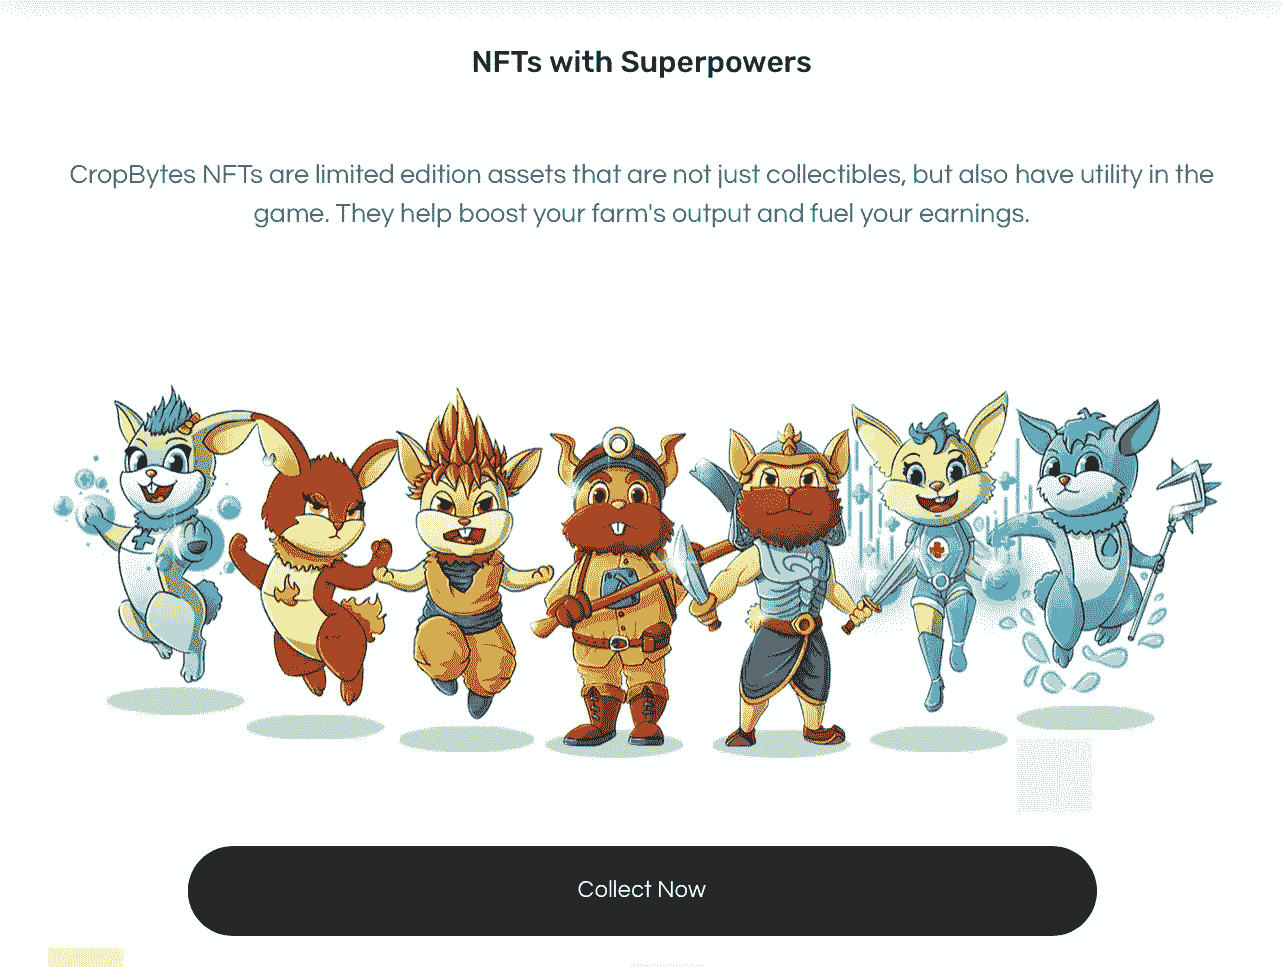 NFTs with Superpowers
CropBytes NFTs are limited edition assets that are not just collectibles, but also have utility in the
game. They help boost your farm's output and fuel your earnings.
Collect Now